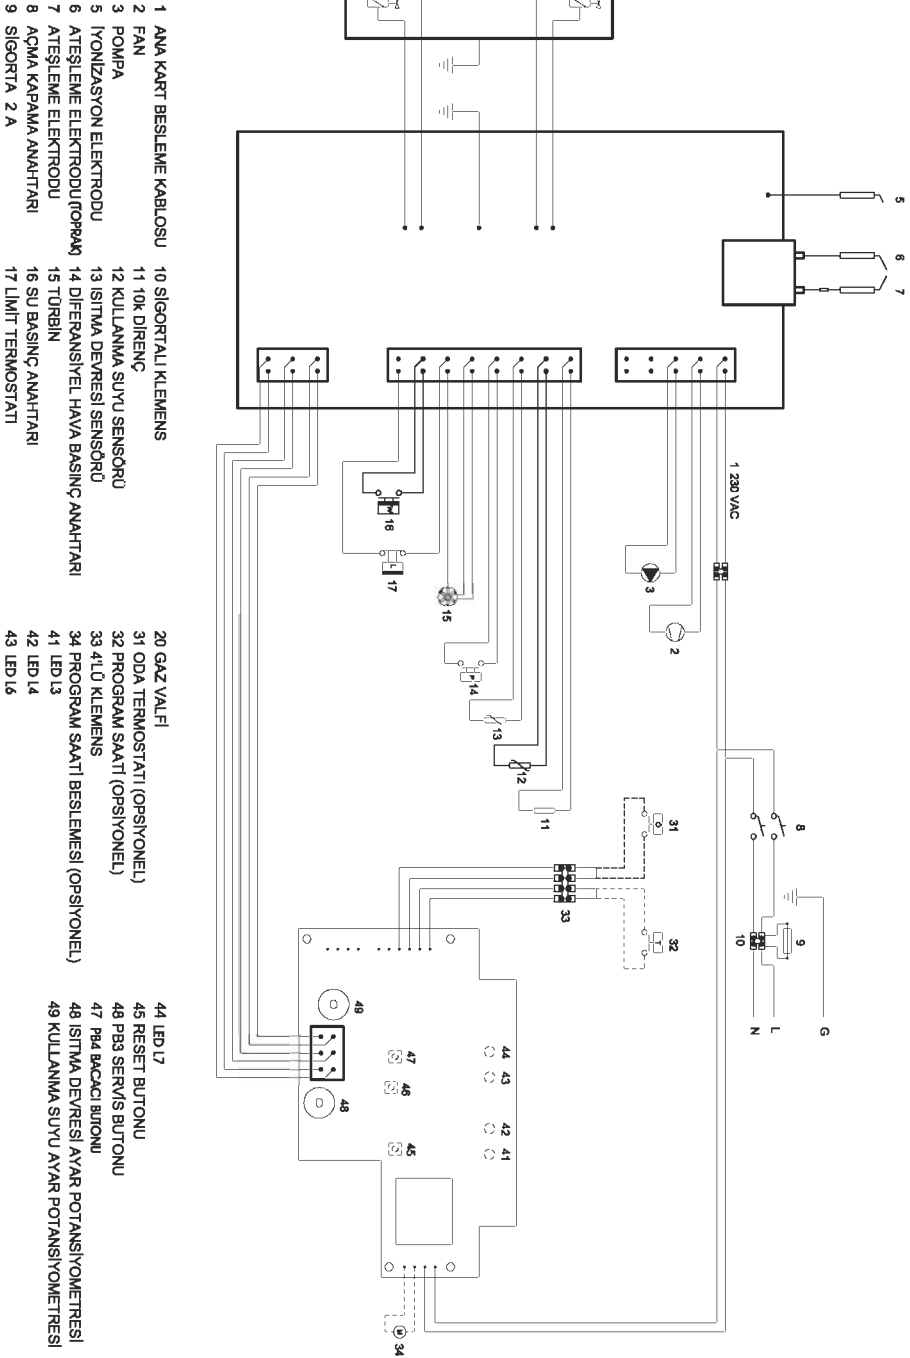 5
6
7
1 230 VAC
16
17
15
14
13
12
11
3
2
8
31
32
33
9
10
N
L
G
49
48
47
46
45
44
43
42
41
34
L
P
T
M
1 ANA KART BESLEME KABLOSU
2 FAN
3 POMPA
5 İYONİZASYON ELEKTRODU
6 ATEŞLEME ELEKTRODU(TOPRAK)
7 ATEŞLEME ELEKTRODU
8 AÇMA KAPAMA ANAHTARI
9 SİGORTA 2 A
10 SİGORTALI KLEMENS
11 10k DİRENÇ
12 KULLANMA SUYU SENSÖRÜ
13 ISITMA DEVRESİ SENSÖRÜ
14 DİFERANSİYEL HAVA BASINÇ ANAHTARI
15 TÜRBİN
16 SU BASINÇ ANAHTARI
17 LİMİT TERMOSTATI
20 GAZ VALFİ
31 ODA TERMOSTATI (OPSİYONEL)
32 PROGRAM SAATİ (OPSİYONEL)
33 4'LÜ KLEMENS
34 PROGRAM SAATİ BESLEMESİ (OPSİYONEL)
41 LED L3
42 LED L4
43 LED L6
44 LED L7
45 RESET BUTONU
46 PB3 SERVİS BUTONU
47 PB4 BACACI BUTONU
48 ISITMA DEVRESİ AYAR POTANSİYOMETRESİ
49 KULLANMA SUYU AYAR POTANSİYOMETRESİ